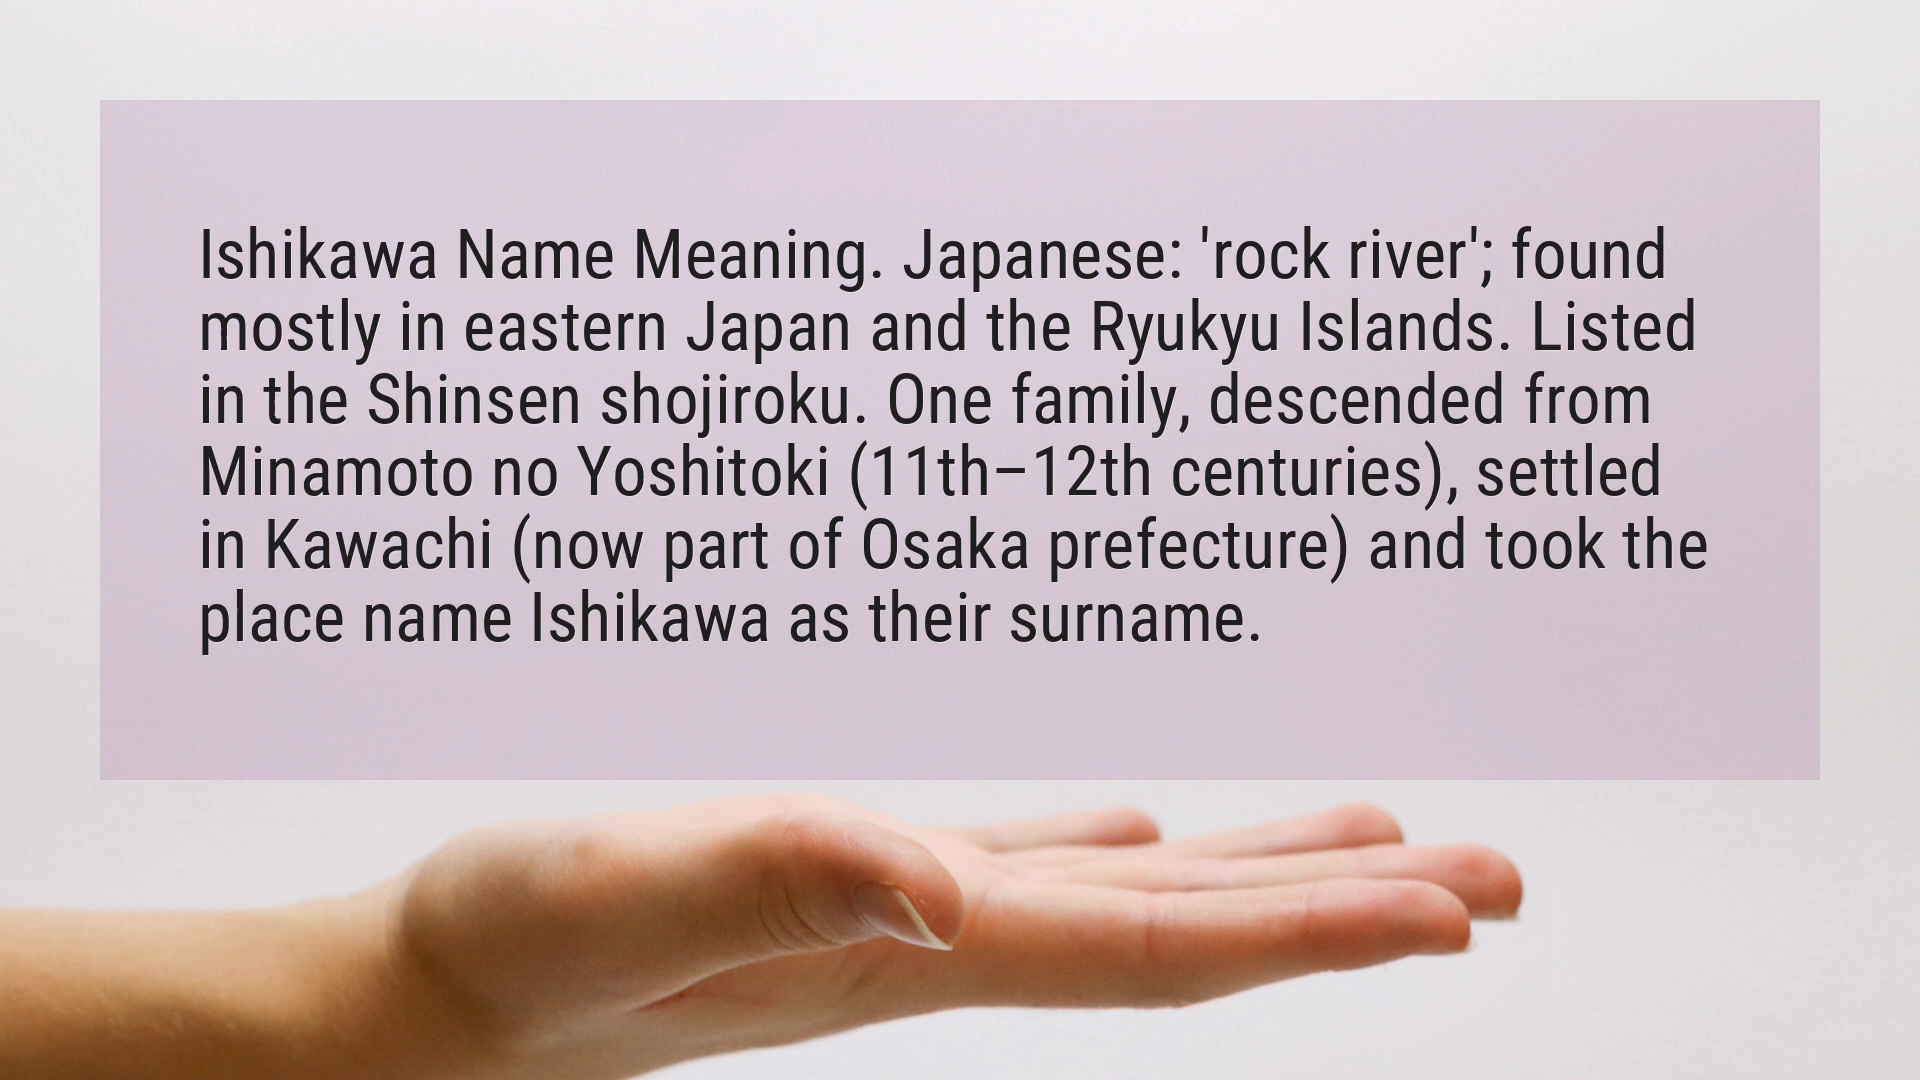 Ishikawa Name Meaning. Japanese: 'rock river'; found
mostly in eastern Japan and the Ryukyu Islands. Listed
in the Shinsen shojiroku. One family, descended from
Minamoto no Yoshitoki (11th–12th centuries), settled
in Kawachi (now part of Osaka prefecture) and took the
place name Ishikawa as their surname.